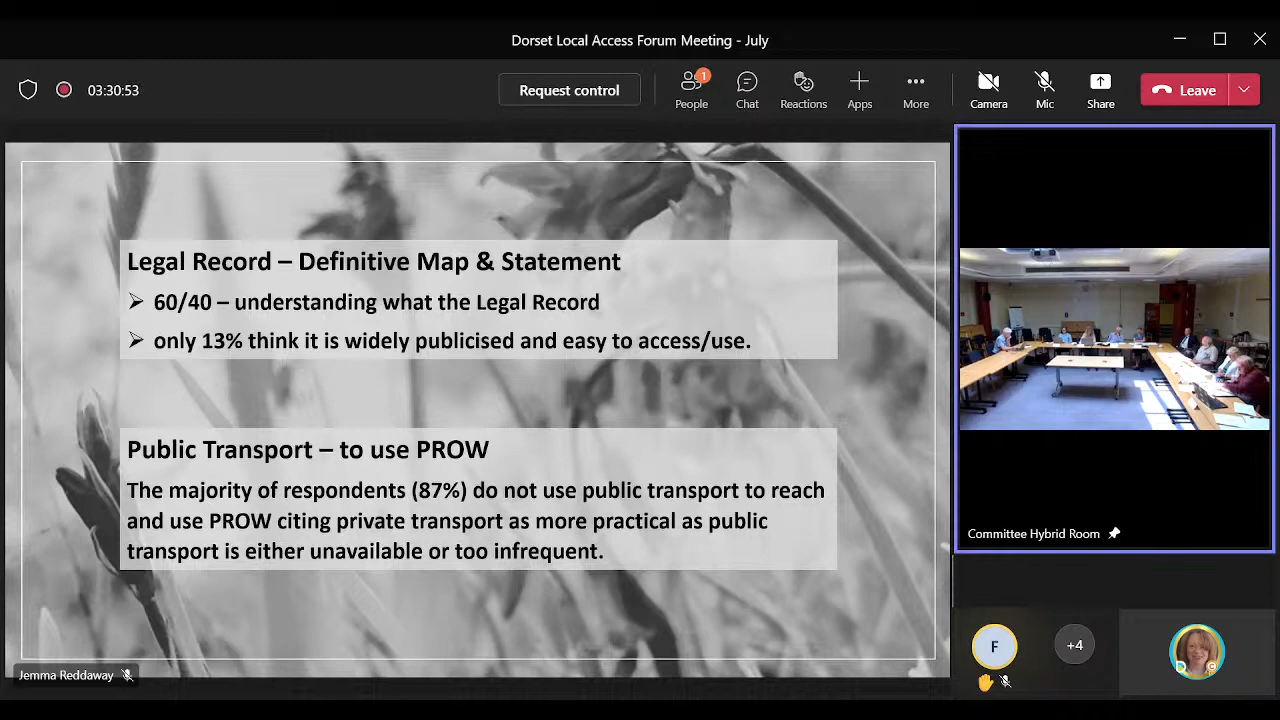 Dorset Local Access Forum Meeting - July
03:30:53
Request control
1
People
Chat
Reactions
Apps
More
Camera
Mic
Share
Leave
Legal Record – Definitive Map & Statement
➢ 60/40 – understanding what the Legal Record
➢ only 13% think it is widely publicised and easy to access/use.
Public Transport – to use PROW
The majority of respondents (87%) do not use public transport to reach
and use PROW citing private transport as more practical as public
transport is either unavailable or too infrequent.
Jemma Reddaway
Committee Hybrid Room
F
+4
D
C